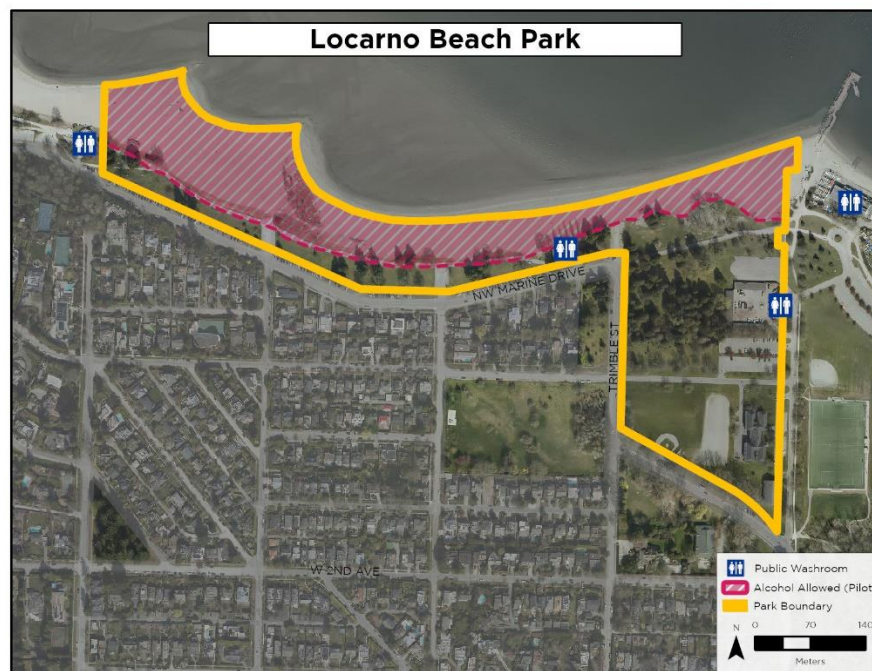 Locarno Beach Park
NW MARINE DRIVE
TRIMBLE ST
W 2ND AVE
Public Washroom
Alcohol Allowed (Pilot
Park Boundary
N
0 70 140
Meters